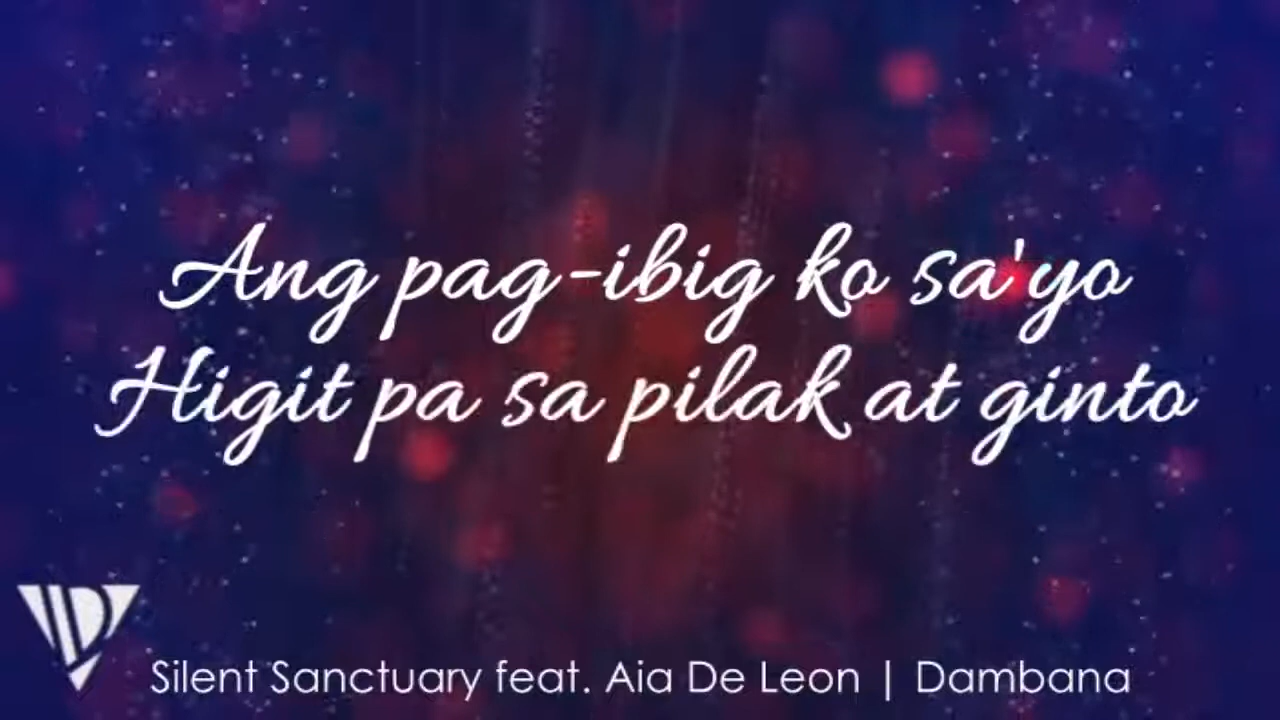 Ang pag-ibig ko sa'yo
Higit pa sa pilak at ginto
Silent Sanctuary feat. Aia De Leon | Dambana